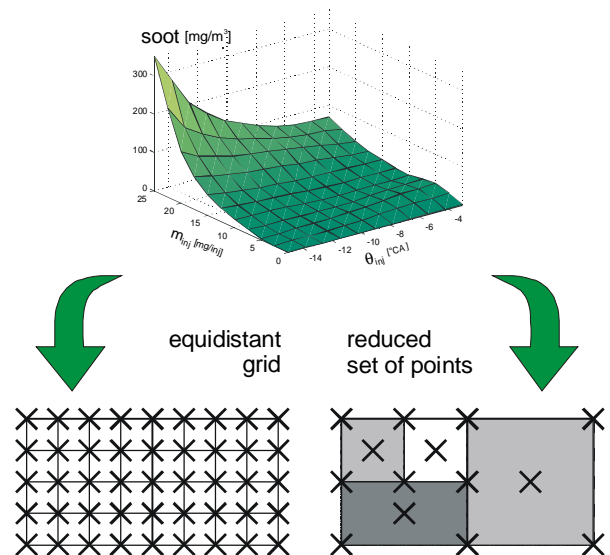 soot [mg/m³]
300
200
100
0
25
20
15
10
5
0
m_inj [mg/inj]
-14
-12
-10
-8
-6
-4
θ_inj [°CA]
equidistant
grid
reduced
set of points